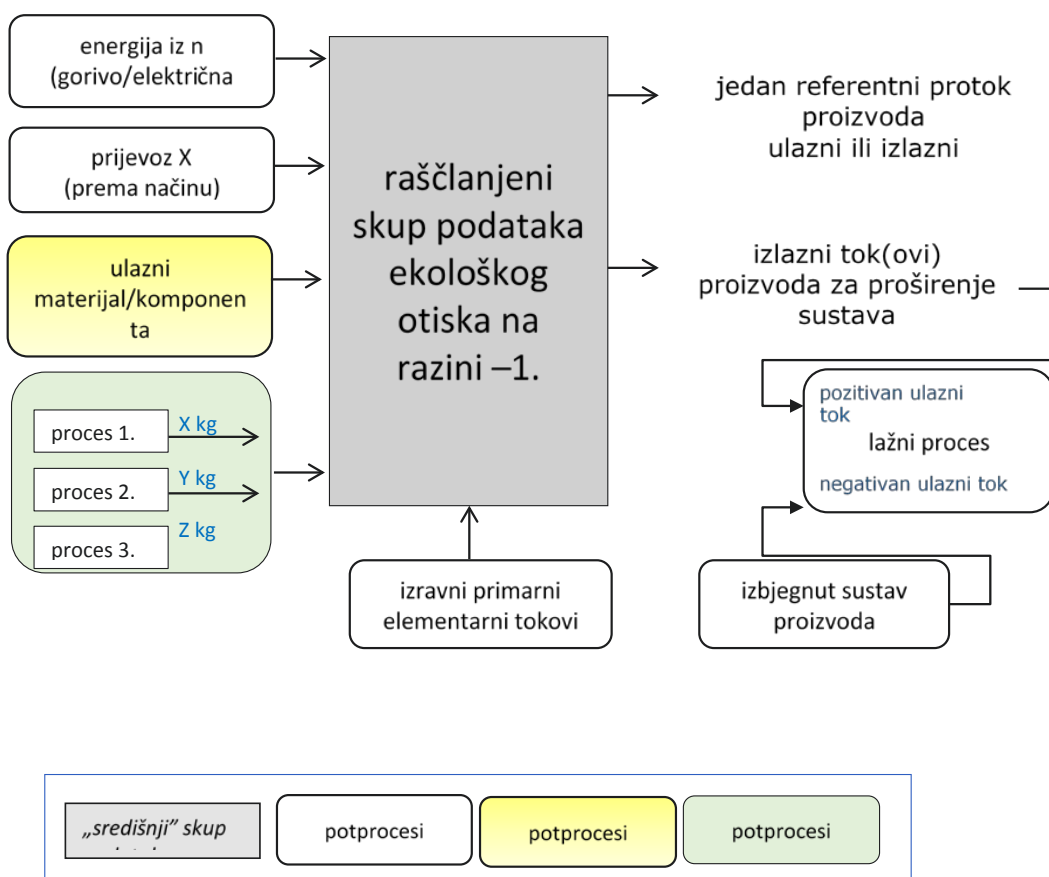 energija iz n
(gorivo/električna
prijevoz X
(prema načinu)
ulazni
materijal/komponen
ta
proces 1.
X kg
proces 2.
Y kg
proces 3.
Z kg
raščlanjeni
skup podataka
ekološkog
otiska na
razini –1.
izravni primarni
elementarni tokovi
jedan referentni protok
proizvoda
ulazni ili izlazni
izlazni tok(ovi)
proizvoda za proširenje
sustava
pozitivan ulazni
tok
lažni proces
negativan ulazni tok
izbjegnut sustav
proizvoda
„središnji” skup
potprocesi
potprocesi
potprocesi